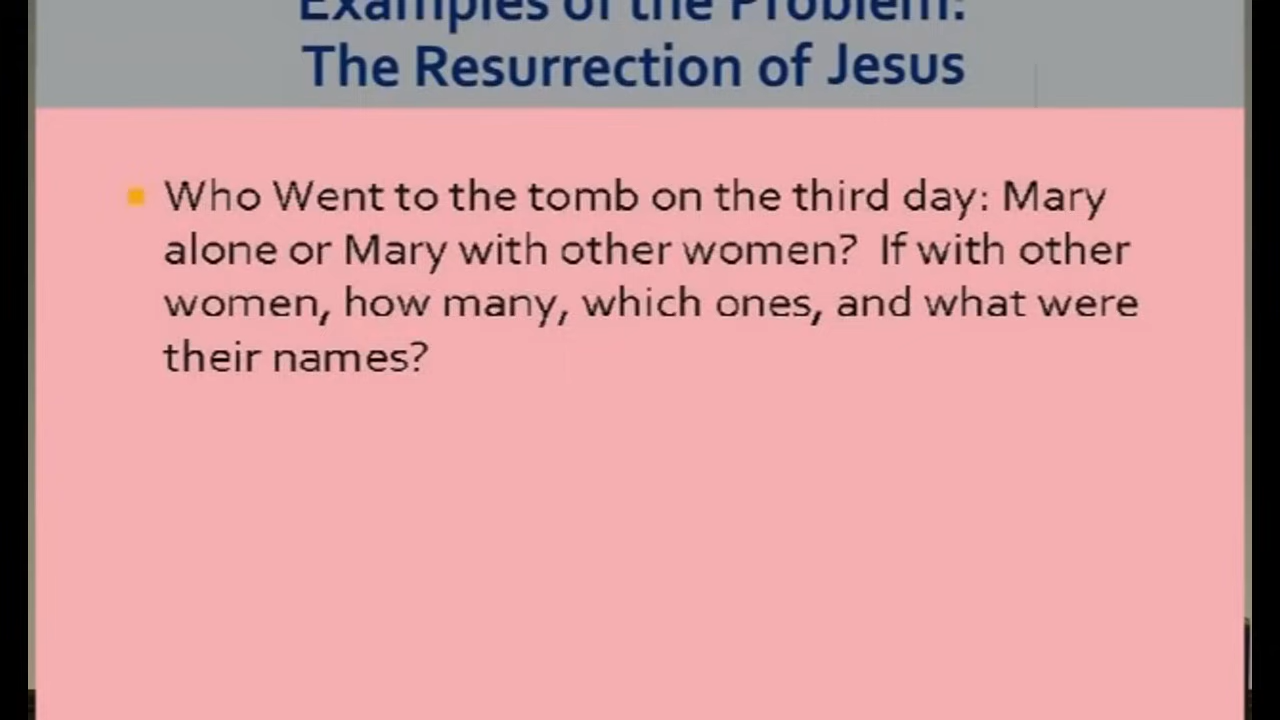 Examples of the Problem:
The Resurrection of Jesus
Who Went to the tomb on the third day: Mary
alone or Mary with other women? If with other
women, how many, which ones, and what were
their names?